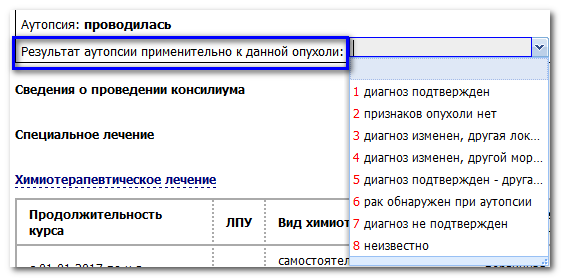 Аутопсия: проводилась
Результат аутопсии применительно к данной опухоли:
1 диагноз подтвержден
2 признаков опухоли нет
3 диагноз изменен, другая лок...
4 диагноз изменен, другой мор...
5 диагноз подтвержден - друга...
6 рак обнаружен при аутопсии
7 диагноз не подтвержден
8 неизвестно
Сведения о проведении консилиума
Специальное лечение
Химиотерапевтическое лечение
Продолжительность курса
ЛПУ
Вид химиот
самостоятел